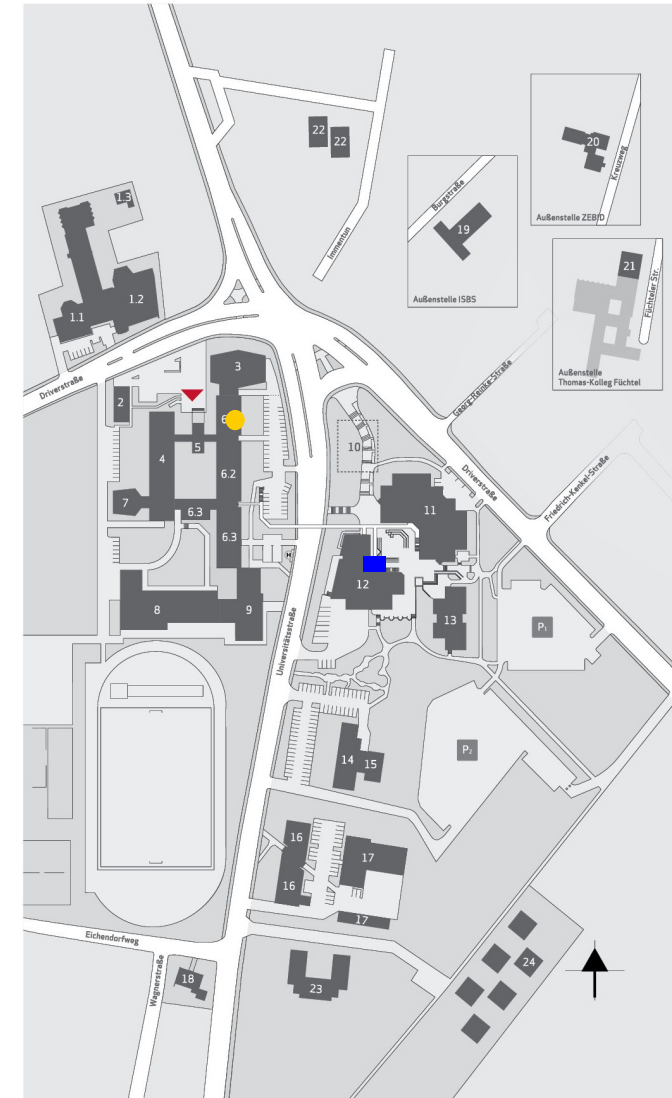 22
22
20
Kreuzweg
Außenstelle ZEBiD
Burgstraße
19
Außenstelle ISBS
Immentun
21
Füchteler Str.
Außenstelle
Thomas-Kolleg Füchtel
1.3
1.2
1.1
Driverstraße
3
2
5
4
6.2
7
6.3
6.3
8
9
Universitätsstraße
H
Georg-Reinke-Straße
Driverstraße
Friedrich-Kenkel-Straße
10
11
12
13
P1
P2
14
15
16
16
17
17
Eichendorfweg
Wagnerstraße
18
23
24